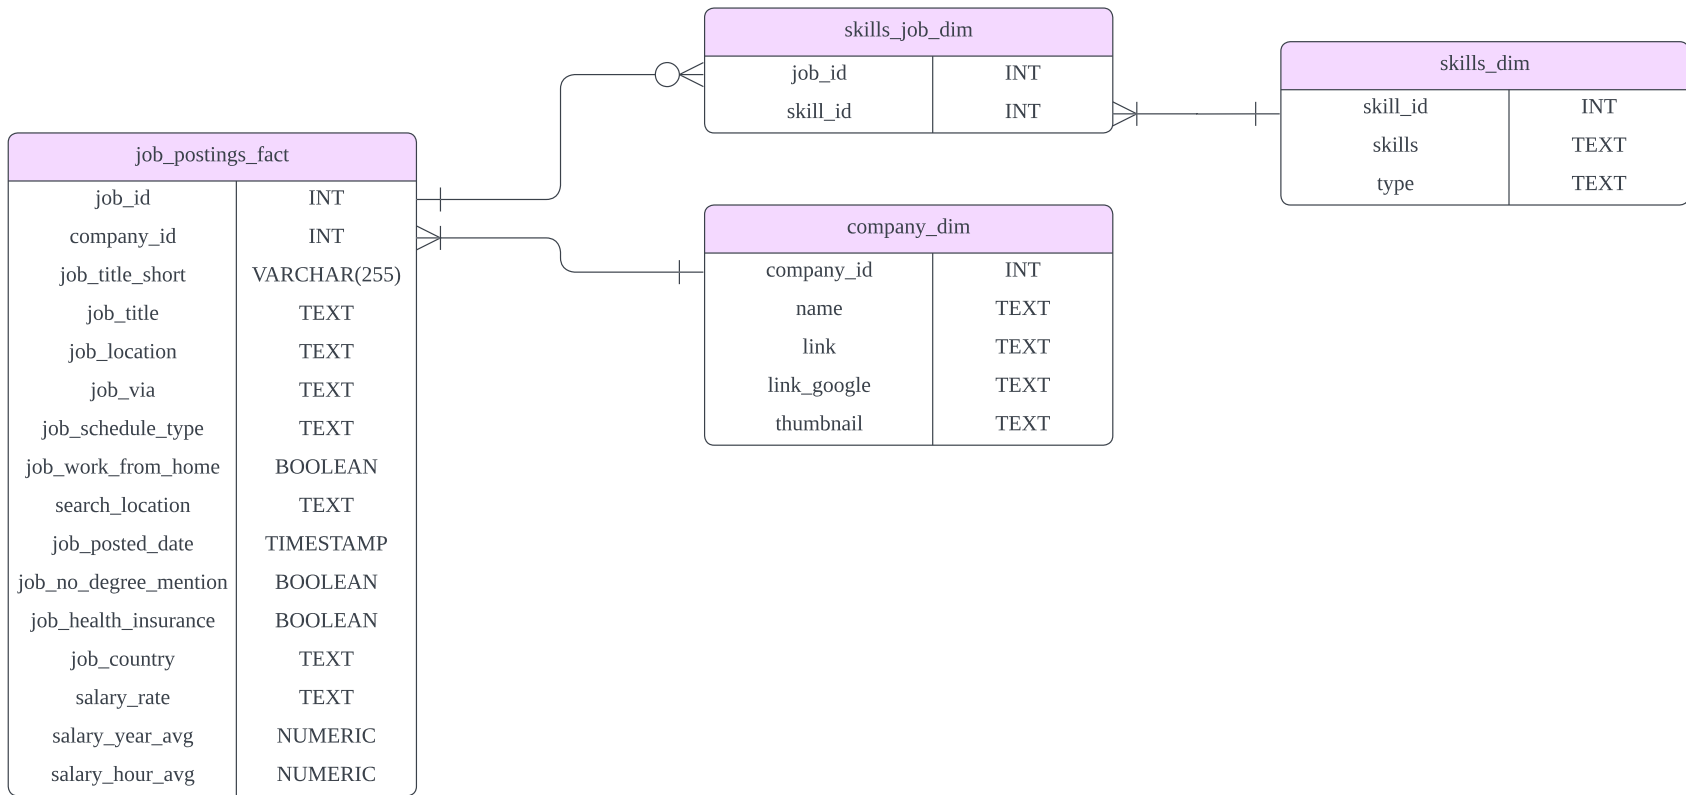 skills_job_dim
job_id INT
skill_id INT
skills_dim
skill_id INT
skills TEXT
type TEXT
job_postings_fact
job_id INT
company_id INT
job_title_short VARCHAR(255)
job_title TEXT
job_location TEXT
job_via TEXT
job_schedule_type TEXT
job_work_from_home BOOLEAN
search_location TEXT
job_posted_date TIMESTAMP
job_no_degree_mention BOOLEAN
job_health_insurance BOOLEAN
job_country TEXT
salary_rate TEXT
salary_year_avg NUMERIC
salary_hour_avg NUMERIC
company_dim
company_id INT
name TEXT
link TEXT
link_google TEXT
thumbnail TEXT